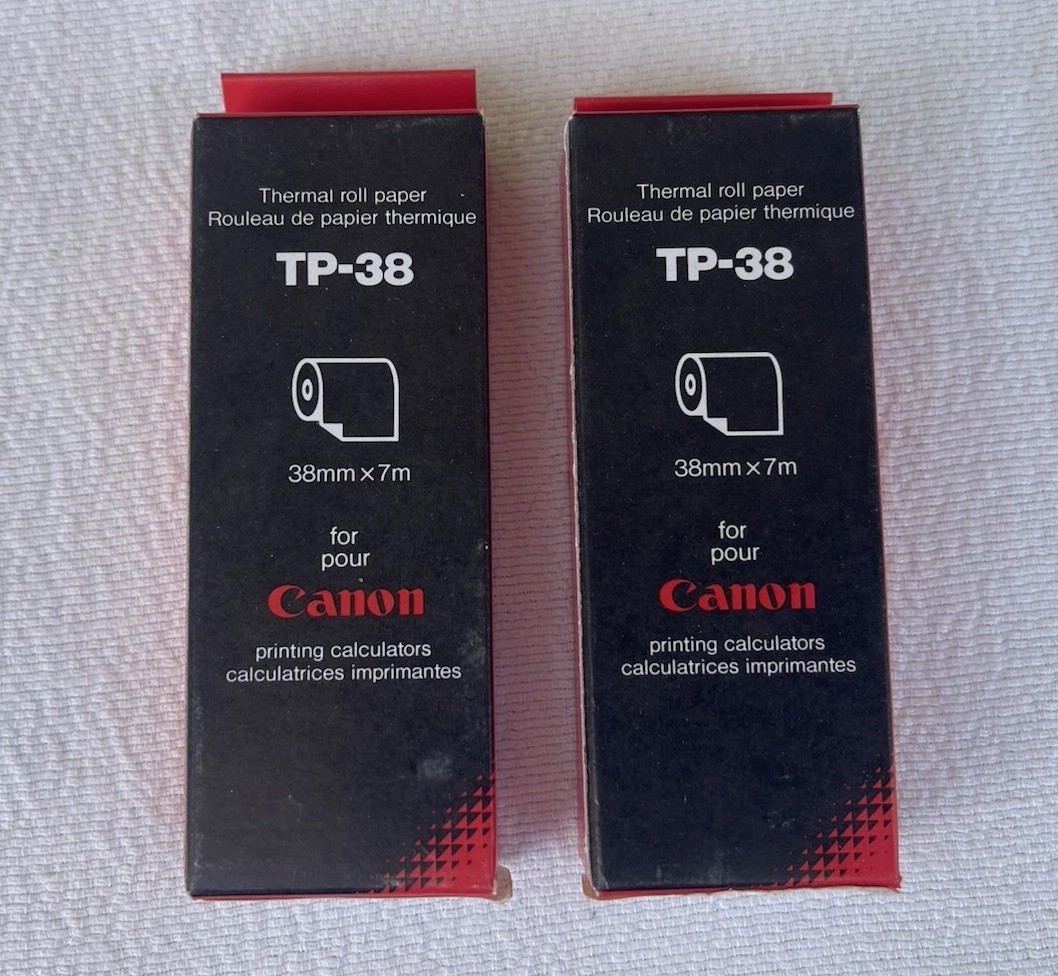 Thermal roll paper
Rouleau de papier thermique
TP-38
38mm×7m
for
pour
Canon
printing calculators
calculatrices imprimantes
Thermal roll paper
Rouleau de papier thermique
TP-38
38mm×7m
for
pour
Canon
printing calculators
calculatrices imprimantes